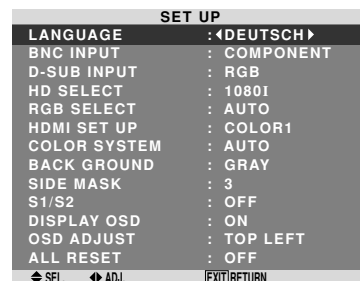 SET UP
LANGUAGE : ◀DEUTSCH▶
BNC INPUT : COMPONENT
D-SUB INPUT : RGB
HD SELECT : 1080I
RGB SELECT : AUTO
HDMI SET UP : COLOR1
COLOR SYSTEM : AUTO
BACK GROUND : GRAY
SIDE MASK : 3
S1/S2 : OFF
DISPLAY OSD : ON
OSD ADJUST : TOP LEFT
ALL RESET : OFF
SEL. ADJ. EXIT RETURN